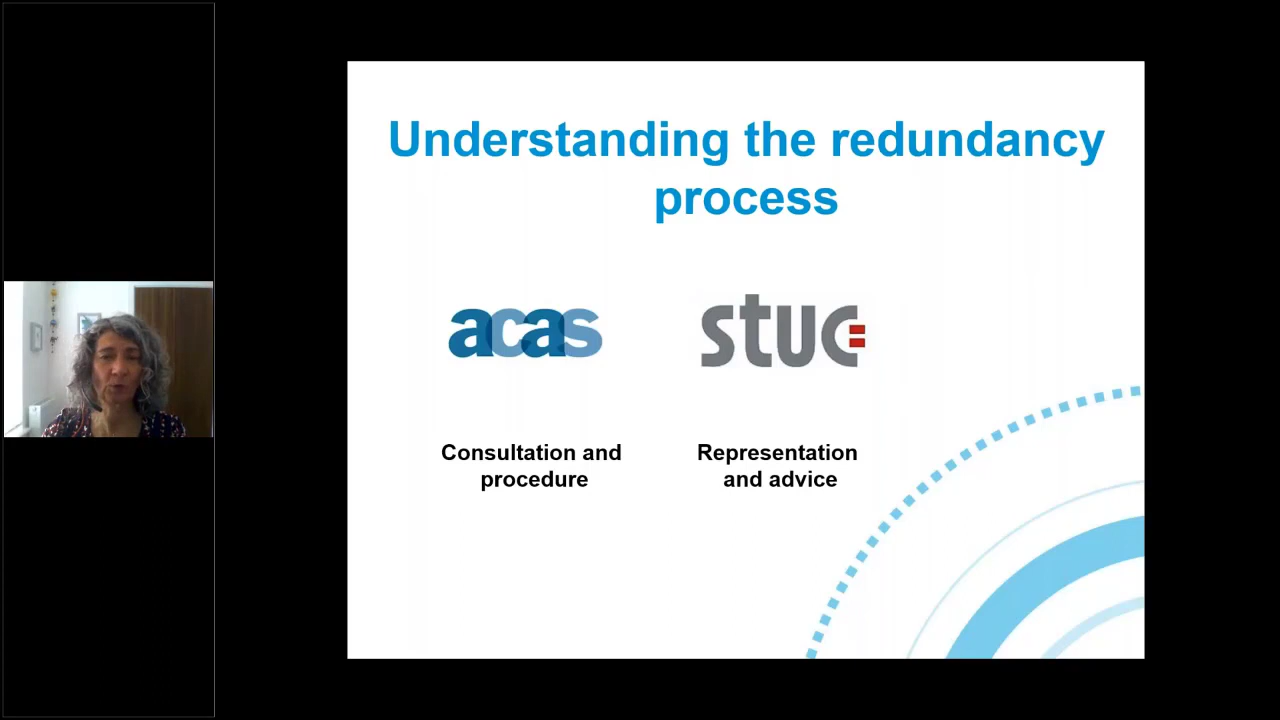 Understanding the redundancy
process
acas
stuc
Consultation and
procedure
Representation
and advice